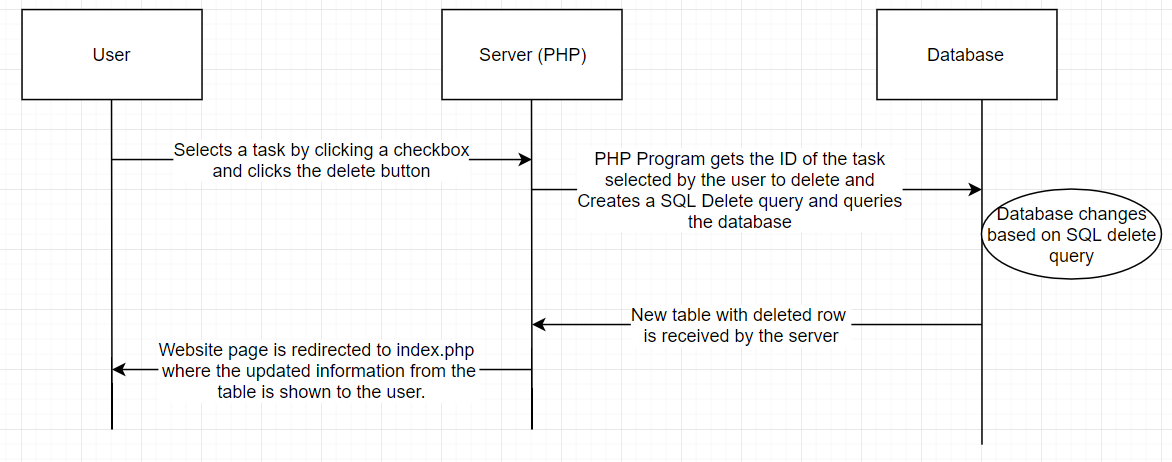 User
Server (PHP)
Database
Selects a task by clicking a checkbox
and clicks the delete button
PHP Program gets the ID of the task
selected by the user to delete and
Creates a SQL Delete query and queries
the database
Database changes
based on SQL delete
query
New table with deleted row
is received by the server
Website page is redirected to index.php
where the updated information from the
table is shown to the user.